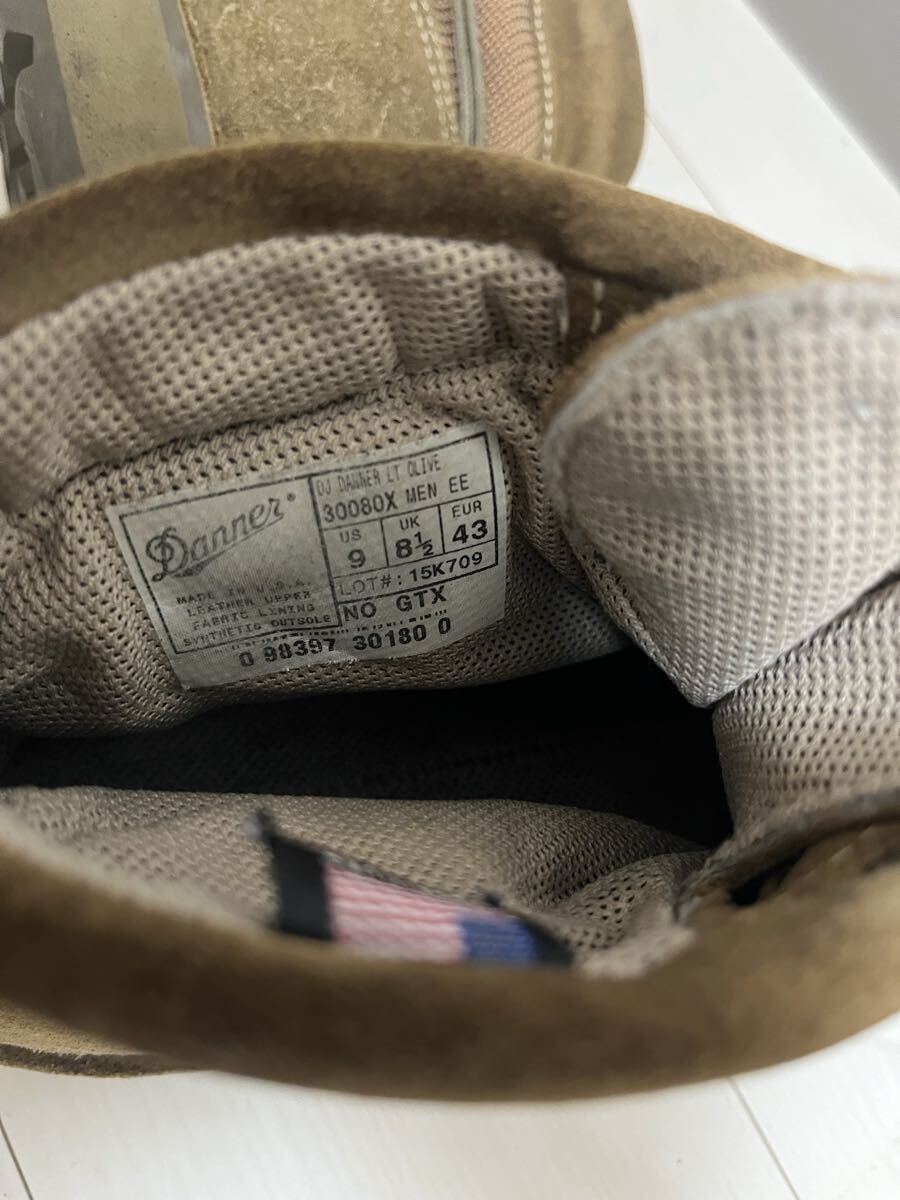 Danner®
MADE IN U.S.A.
LEATHER UPPER
FABRIC LINING
SYNTHETIC OUTSOLE
DJ DANNER LT OLIVE
30080X MEN EE
US UK EUR
9 8½ 43
LOT#: 15K709
NO GTX
0 98397 30180 0